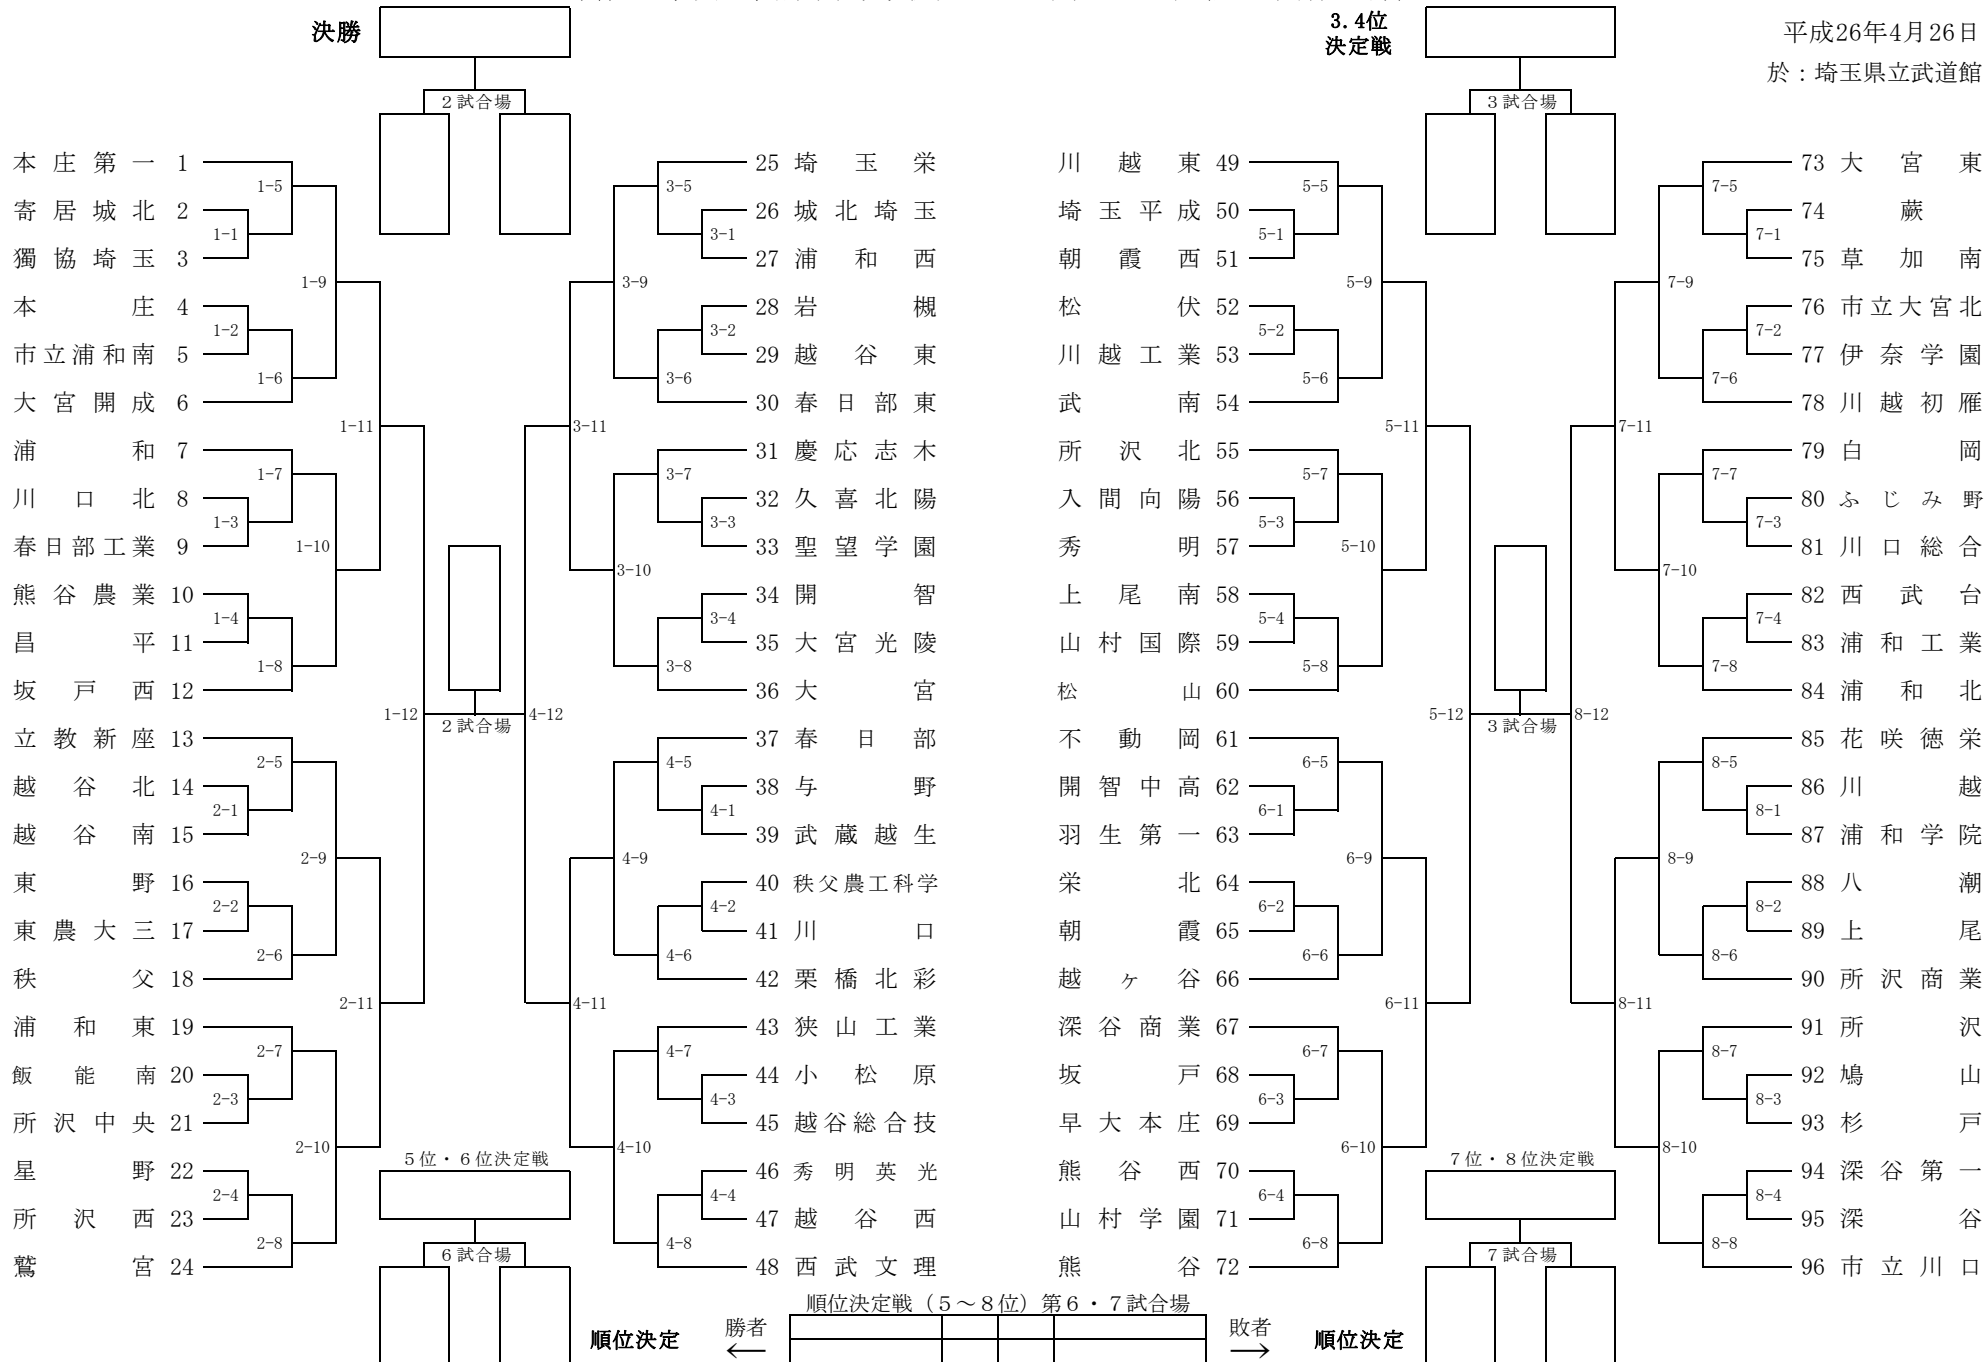 決勝
3.4位
決定戦
平成26年4月26日
於：埼玉県立武道館
2試合場
3試合場
本庄第一 1
寄居城北 2
獨協埼玉 3
本庄 4
市立浦和南 5
大宮開成 6
浦和 7
川口北 8
春日部工業 9
熊谷農業 10
昌平 11
坂戸西 12
立教新座 13
越谷北 14
越谷南 15
東野 16
東農大三 17
秩父 18
浦和東 19
飯能南 20
所沢中央 21
星野 22
所沢西 23
鷲宮 24
1-5
1-1
1-9
1-2
1-6
1-11
1-7
1-3
1-10
1-4
1-8
1-12
2-5
2-1
2-9
2-2
2-6
2-11
2-7
2-3
2-10
2-4
2-8
2試合場
25 埼玉栄
26 城北埼玉
27 浦和西
28 岩槻
29 越谷東
30 春日部東
31 慶応志木
32 久喜北陽
33 聖望学園
34 開智
35 大宮光陵
36 大宮
37 春日部
38 与野
39 武蔵越生
40 秩父農工科学
41 川口
42 栗橋北彩
43 狭山工業
44 小松原
45 越谷総合技
46 秀明英光
47 越谷西
48 西武文理
3-5
3-1
3-9
3-2
3-6
3-11
3-7
3-3
3-10
3-4
3-8
4-12
4-5
4-1
4-9
4-2
4-6
4-11
4-7
4-3
4-10
4-4
4-8
川越東 49
埼玉平成 50
朝霞西 51
松伏 52
川越工業 53
武南 54
所沢北 55
入間向陽 56
秀明 57
上尾南 58
山村国際 59
松山 60
不動岡 61
開智中高 62
羽生第一 63
栄北 64
朝霞 65
越ヶ谷 66
深谷商業 67
坂戸 68
早大本庄 69
熊谷西 70
山村学園 71
熊谷 72
5-5
5-1
5-9
5-2
5-6
5-11
5-7
5-3
5-10
5-4
5-8
5-12
6-5
6-1
6-9
6-2
6-6
6-11
6-7
6-3
6-10
6-4
6-8
3試合場
73 大宮東
74 蕨
75 草加南
76 市立大宮北
77 伊奈学園
78 川越初雁
79 白岡
80 ふじみ野
81 川口総合
82 西武台
83 浦和工業
84 浦和北
85 花咲徳栄
86 川越
87 浦和学院
88 八潮
89 上尾
90 所沢商業
91 所沢
92 鳩山
93 杉戸
94 深谷第一
95 深谷
96 市立川口
7-5
7-1
7-9
7-2
7-6
7-11
7-7
7-3
7-10
7-4
7-8
8-12
8-5
8-1
8-9
8-2
8-6
8-11
8-7
8-3
8-10
8-4
8-8
5位・6位決定戦
6試合場
7位・8位決定戦
7試合場
順位決定戦（5～8位）第6・7試合場
順位決定
勝者
←
敗者
→
順位決定